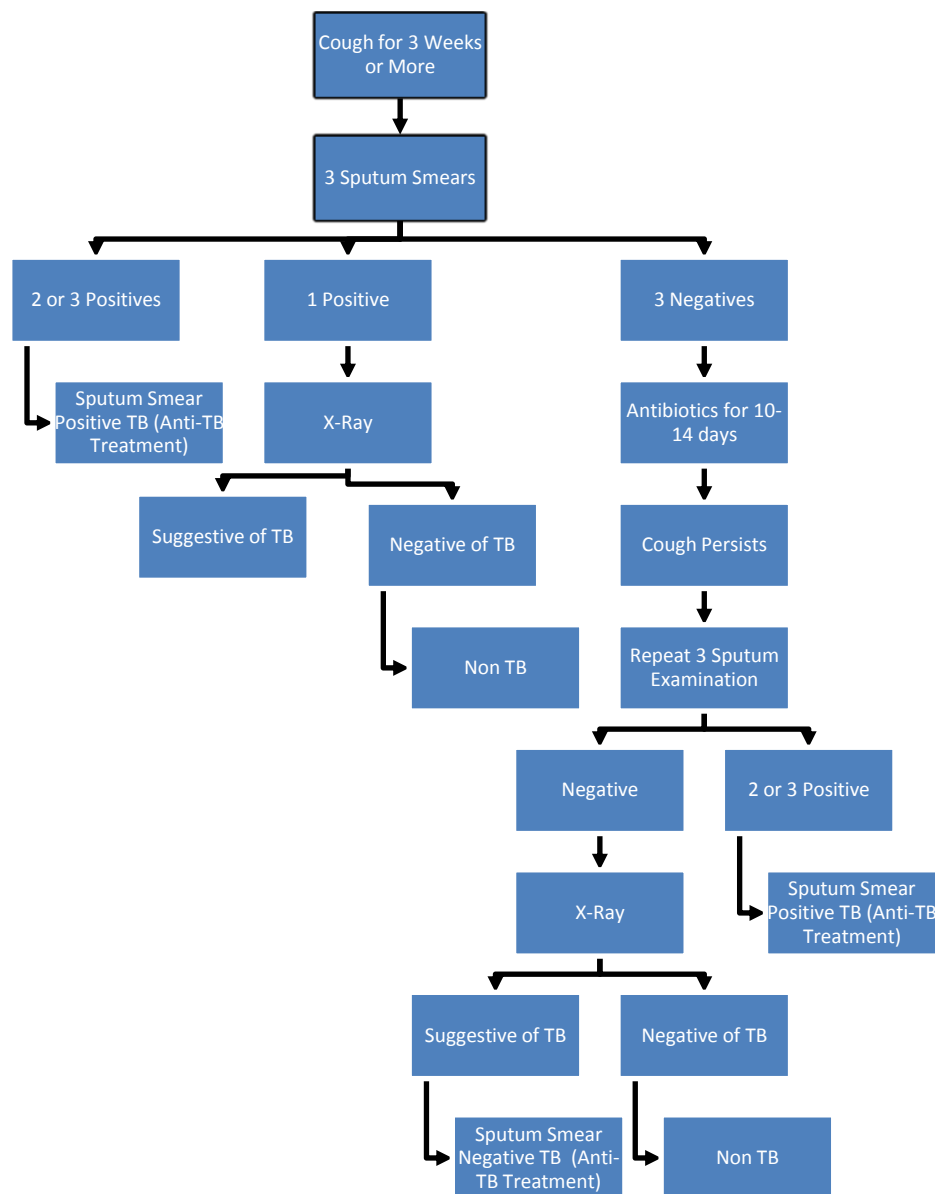 Cough for 3 Weeks
or More
3 Sputum Smears
2 or 3 Positives
1 Positive
3 Negatives
Sputum Smear
Positive TB (Anti-TB
Treatment)
X-Ray
Antibiotics for 10-
14 days
Suggestive of TB
Negative of TB
Cough Persists
Non TB
Repeat 3 Sputum
Examination
Negative
2 or 3 Positive
X-Ray
Sputum Smear
Positive TB (Anti-TB
Treatment)
Suggestive of TB
Negative of TB
Sputum Smear
Negative TB (Anti-
TB Treatment)
Non TB